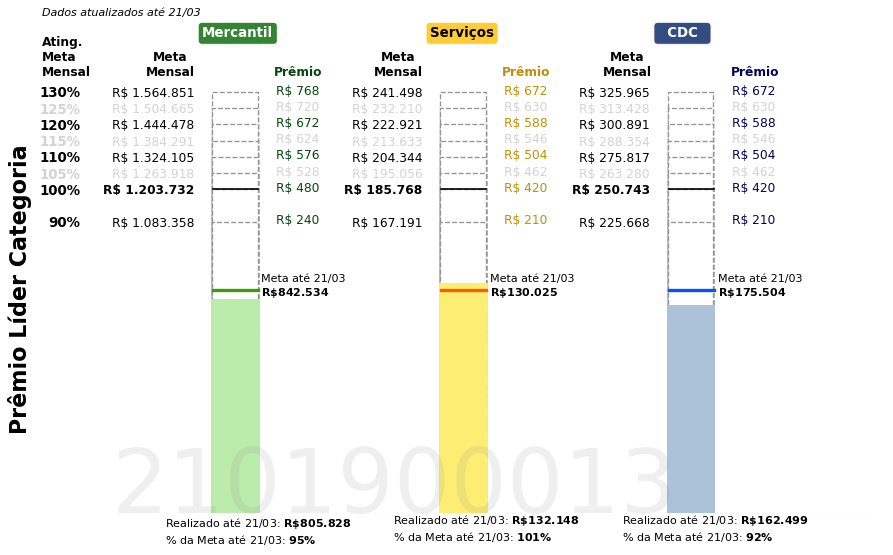 Dados atualizados até 21/03
Mercantil Serviços CDC
Ating.
Meta Meta Meta Meta
Mensal Mensal Prêmio Mensal Prêmio Mensal Prêmio
130% R$ 1.564.851 R$ 768 R$ 241.498 R$ 672 R$ 325.965 R$ 672
125% R$ 1.504.665 R$ 720 R$ 232.210 R$ 630 R$ 313.428 R$ 630
120% R$ 1.444.478 R$ 672 R$ 222.921 R$ 588 R$ 300.891 R$ 588
115% R$ 1.384.291 R$ 624 R$ 213.633 R$ 546 R$ 288.354 R$ 546
110% R$ 1.324.105 R$ 576 R$ 204.344 R$ 504 R$ 275.817 R$ 504
105% R$ 1.263.918 R$ 528 R$ 195.056 R$ 462 R$ 263.280 R$ 462
100% R$ 1.203.732 R$ 480 R$ 185.768 R$ 420 R$ 250.743 R$ 420
90% R$ 1.083.358 R$ 240 R$ 167.191 R$ 210 R$ 225.668 R$ 210
Prêmio Líder Categoria
Meta até 21/03 Meta até 21/03 Meta até 21/03
R$842.534 R$130.025 R$175.504
2101900013
Realizado até 21/03: R$805.828 Realizado até 21/03: R$132.148 Realizado até 21/03: R$162.499
% da Meta até 21/03: 95% % da Meta até 21/03: 101% % da Meta até 21/03: 92%